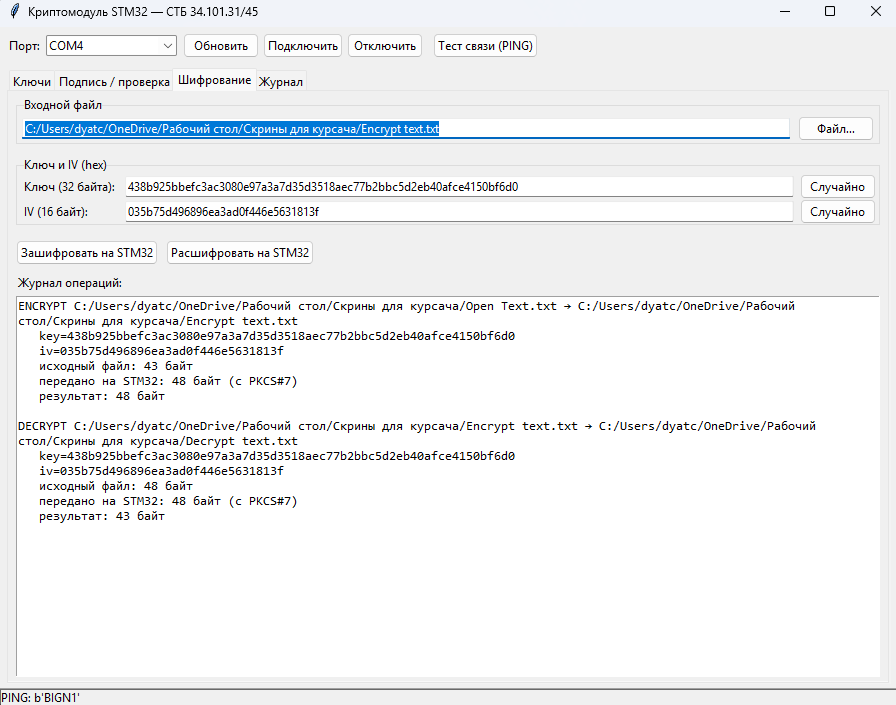 Криптомодуль STM32 — СТБ 34.101.31/45
Порт: COM4 Обновить Подключить Отключить Тест связи (PING)
Ключи Подпись / проверка Шифрование Журнал
Входной файл
C:/Users/dyatc/OneDrive/Рабочий стол/Скрины для курсача/Encrypt text.txt Файл...
Ключ и IV (hex)
Ключ (32 байта): 438b925bbefc3ac3080e97a3a7d35d3518aec77b2bbc5d2eb40afce4150bf6d0 Случайно
IV (16 байт): 035b75d496896ea3ad0f446e5631813f Случайно
Зашифровать на STM32 Расшифровать на STM32
Журнал операций:
ENCRYPT C:/Users/dyatc/OneDrive/Рабочий стол/Скрины для курсача/Open Text.txt → C:/Users/dyatc/OneDrive/Рабочий
стол/Скрины для курсача/Encrypt text.txt
key=438b925bbefc3ac3080e97a3a7d35d3518aec77b2bbc5d2eb40afce4150bf6d0
iv=035b75d496896ea3ad0f446e5631813f
исходный файл: 43 байт
передано на STM32: 48 байт (с PKCS#7)
результат: 48 байт
DECRYPT C:/Users/dyatc/OneDrive/Рабочий стол/Скрины для курсача/Encrypt text.txt → C:/Users/dyatc/OneDrive/Рабочий
стол/Скрины для курсача/Decrypt text.txt
key=438b925bbefc3ac3080e97a3a7d35d3518aec77b2bbc5d2eb40afce4150bf6d0
iv=035b75d496896ea3ad0f446e5631813f
исходный файл: 48 байт
передано на STM32: 48 байт (с PKCS#7)
результат: 43 байт
PING: b'BIGN1'